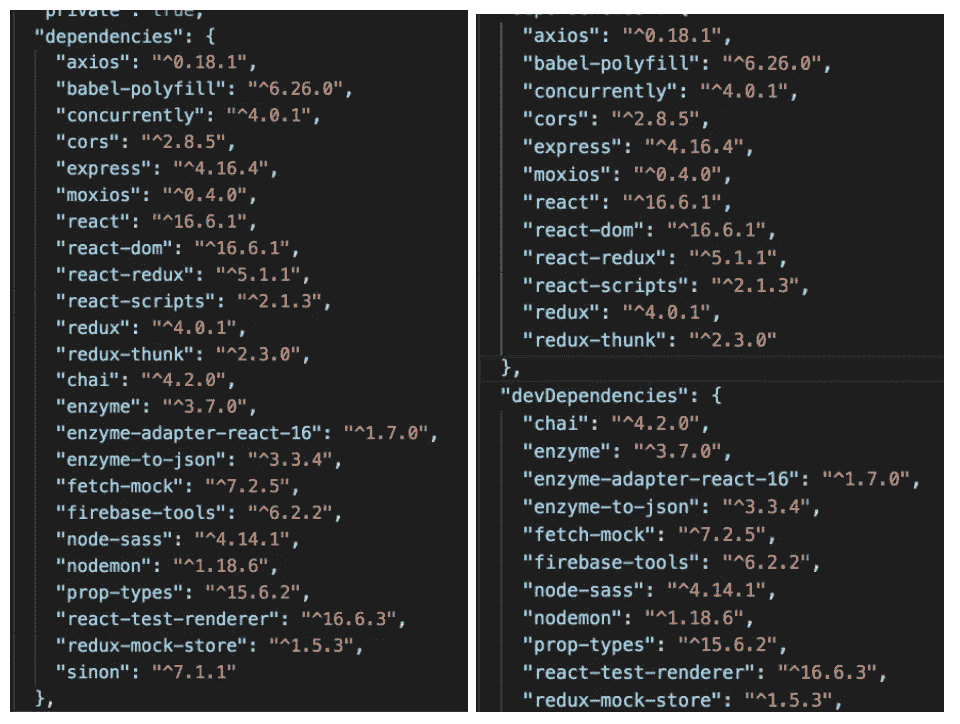 "private": true,
"dependencies": {
"axios": "^0.18.1",
"babel-polyfill": "^6.26.0",
"concurrently": "^4.0.1",
"cors": "^2.8.5",
"express": "^4.16.4",
"moxios": "^0.4.0",
"react": "^16.6.1",
"react-dom": "^16.6.1",
"react-redux": "^5.1.1",
"react-scripts": "^2.1.3",
"redux": "^4.0.1",
"redux-thunk": "^2.3.0",
"chai": "^4.2.0",
"enzyme": "^3.7.0",
"enzyme-adapter-react-16": "^1.7.0",
"enzyme-to-json": "^3.3.4",
"fetch-mock": "^7.2.5",
"firebase-tools": "^6.2.2",
"node-sass": "^4.14.1",
"nodemon": "^1.18.6",
"prop-types": "^15.6.2",
"react-test-renderer": "^16.6.3",
"redux-mock-store": "^1.5.3",
"sinon": "^7.1.1"
},
"dependencies": {
"axios": "^0.18.1",
"babel-polyfill": "^6.26.0",
"concurrently": "^4.0.1",
"cors": "^2.8.5",
"express": "^4.16.4",
"moxios": "^0.4.0",
"react": "^16.6.1",
"react-dom": "^16.6.1",
"react-redux": "^5.1.1",
"react-scripts": "^2.1.3",
"redux": "^4.0.1",
"redux-thunk": "^2.3.0"
},
"devDependencies": {
"chai": "^4.2.0",
"enzyme": "^3.7.0",
"enzyme-adapter-react-16": "^1.7.0",
"enzyme-to-json": "^3.3.4",
"fetch-mock": "^7.2.5",
"firebase-tools": "^6.2.2",
"node-sass": "^4.14.1",
"nodemon": "^1.18.6",
"prop-types": "^15.6.2",
"react-test-renderer": "^16.6.3",
"redux-mock-store": "^1.5.3",